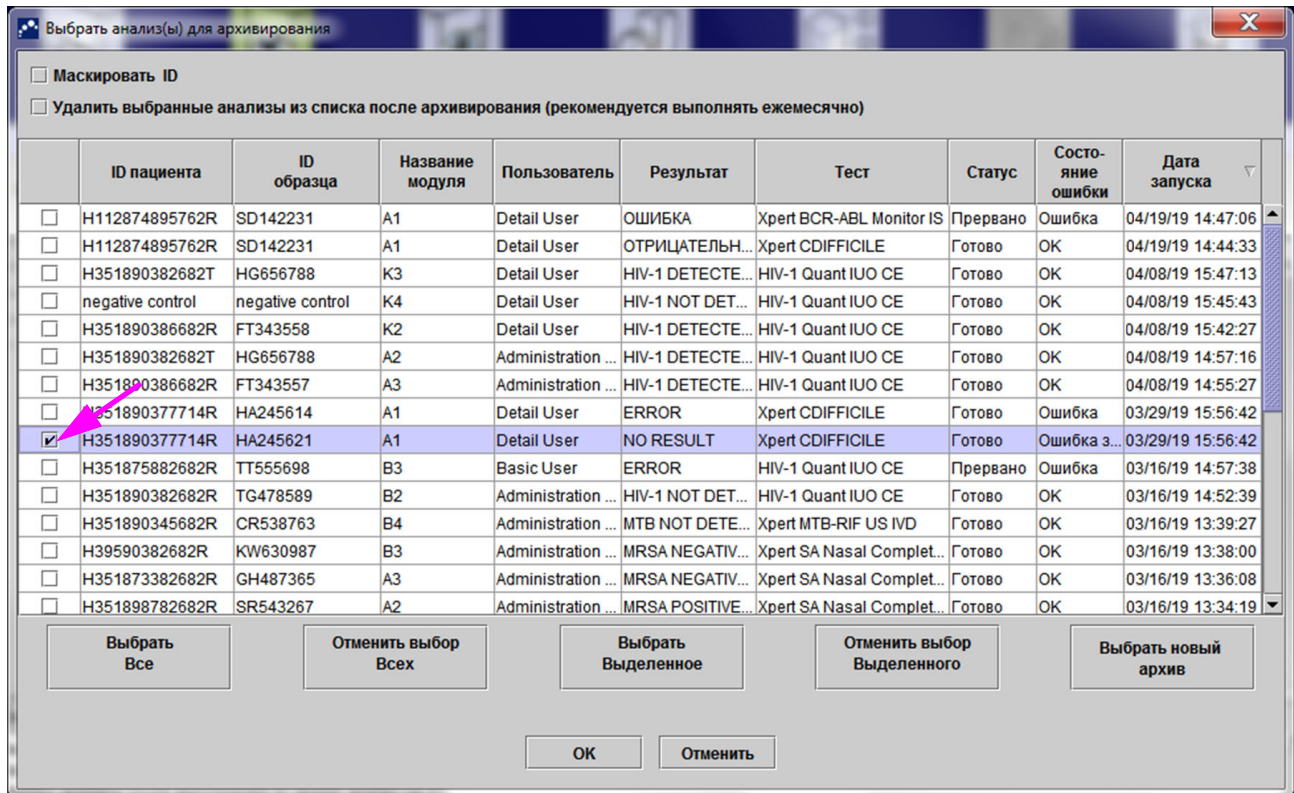 Выбрать анализ(ы) для архивирования
Маскировать ID
Удалить выбранные анализы из списка после архивирования (рекомендуется выполнять ежемесячно)
ID пациента ID образца Название модуля Пользователь Результат Тест Статус Состо-яние ошибки Дата запуска
H112874895762R SD142231 A1 Detail User ОШИБКА Xpert BCR-ABL Monitor IS Прервано Ошибка 04/19/19 14:47:06
H112874895762R SD142231 A1 Detail User ОТРИЦАТЕЛЬН... Xpert CDIFFICILE Готово OK 04/19/19 14:44:33
H351890382682T HG656788 K3 Detail User HIV-1 DETECTE... HIV-1 Quant IUO CE Готово OK 04/08/19 15:47:13
negative control negative control K4 Detail User HIV-1 NOT DET... HIV-1 Quant IUO CE Готово OK 04/08/19 15:45:43
H351890386682R FT343558 K2 Detail User HIV-1 DETECTE... HIV-1 Quant IUO CE Готово OK 04/08/19 15:42:27
H351890382682T HG656788 A2 Administration ... HIV-1 DETECTE... HIV-1 Quant IUO CE Готово OK 04/08/19 14:57:16
H351890386682R FT343557 A3 Administration ... HIV-1 DETECTE... HIV-1 Quant IUO CE Готово OK 04/08/19 14:55:27
H351890377714R HA245614 A1 Detail User ERROR Xpert CDIFFICILE Готово Ошибка 03/29/19 15:56:42
H351890377714R HA245621 A1 Detail User NO RESULT Xpert CDIFFICILE Готово Ошибка з... 03/29/19 15:56:42
H351875882682R TT555698 B3 Basic User ERROR HIV-1 Quant IUO CE Прервано Ошибка 03/16/19 14:57:38
H351890382682R TG478589 B2 Administration ... HIV-1 NOT DET... HIV-1 Quant IUO CE Готово OK 03/16/19 14:52:39
H351890345682R CR538763 B4 Administration ... MTB NOT DETE... Xpert MTB-RIF US IVD Готово OK 03/16/19 13:39:27
H39590382682R KW630987 B3 Administration ... MRSA NEGATIV... Xpert SA Nasal Complet... Готово OK 03/16/19 13:38:00
H351873382682R GH487365 A3 Administration ... MRSA NEGATIV... Xpert SA Nasal Complet... Готово OK 03/16/19 13:36:08
H351898782682R SR543267 A2 Administration ... MRSA POSITIVE... Xpert SA Nasal Complet... Готово OK 03/16/19 13:34:19
Выбрать Все
Отменить выбор Всех
Выбрать Выделенное
Отменить выбор Выделенного
Выбрать новый архив
OK Отменить